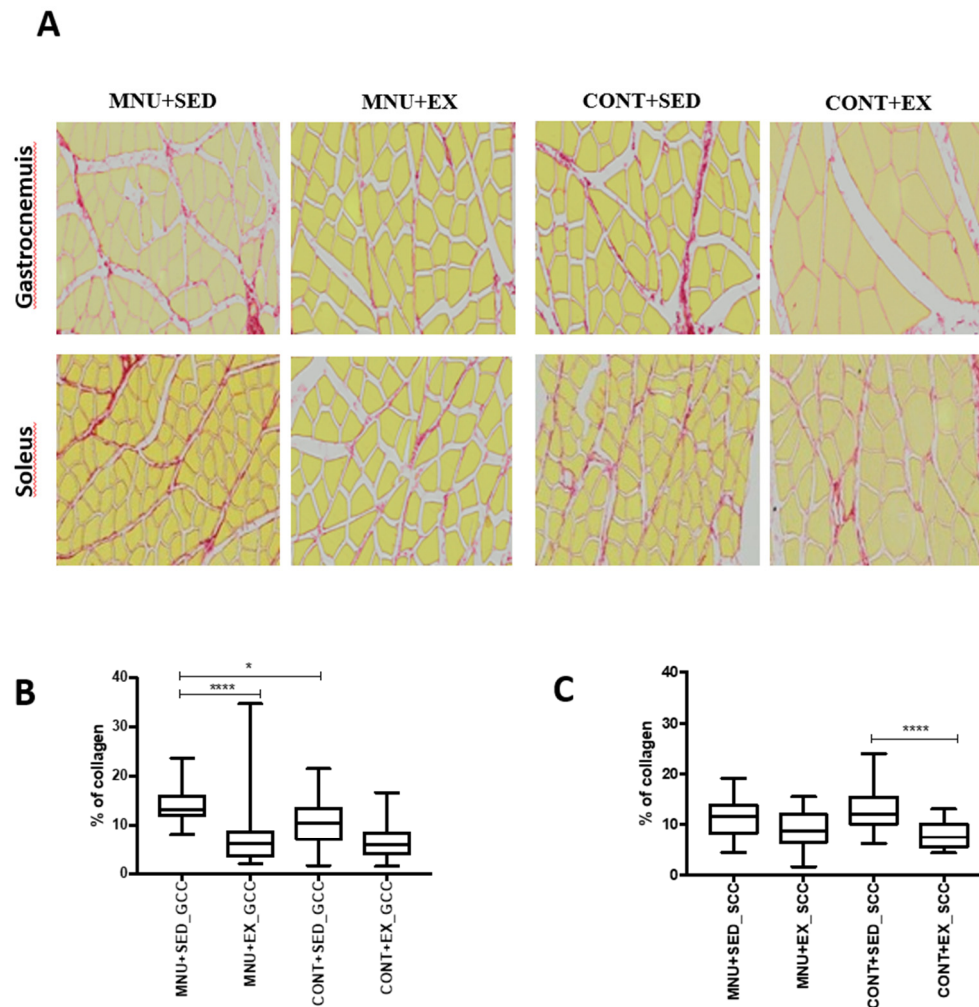 A
MNU+SED MNU+EX CONT+SED CONT+EX
Gastrocnemuis
Soleus
B
% of collagen
40
30
20
10
0
*
****
MNU+SED_GCC
MNU+EX_GCC
CONT+SED_GCC
CONT+EX_GCC
C
% of collagen
40
30
20
10
0
****
MNU+SED_SCC
MNU+EX_SCC
CONT+SED_SCC
CONT+EX_SCC